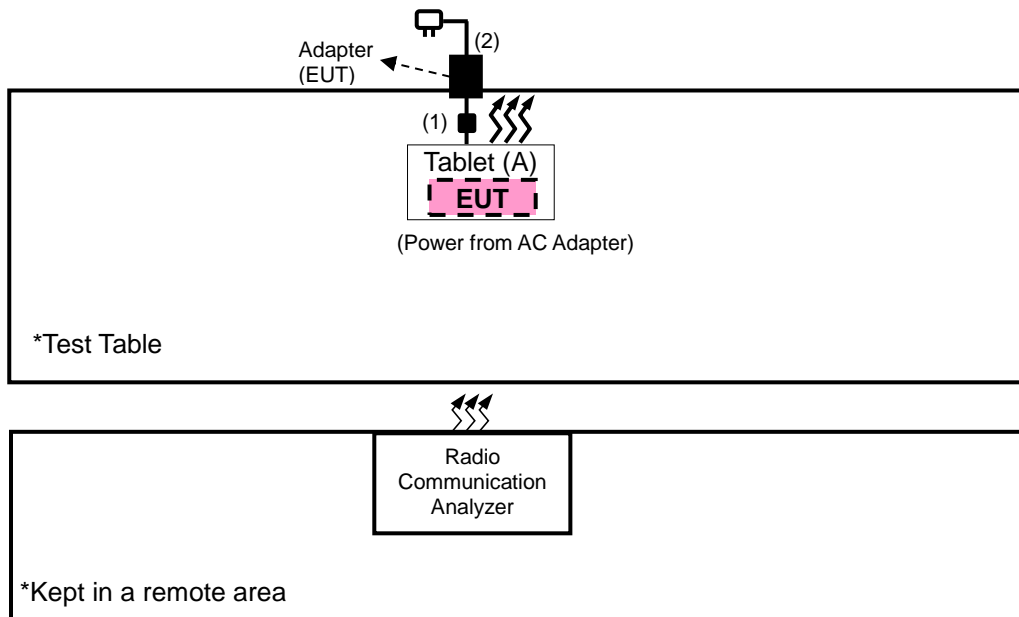 (2)
Adapter
(EUT)
(1)
Tablet (A)
EUT
(Power from AC Adapter)
*Test Table
Radio
Communication
Analyzer
*Kept in a remote area